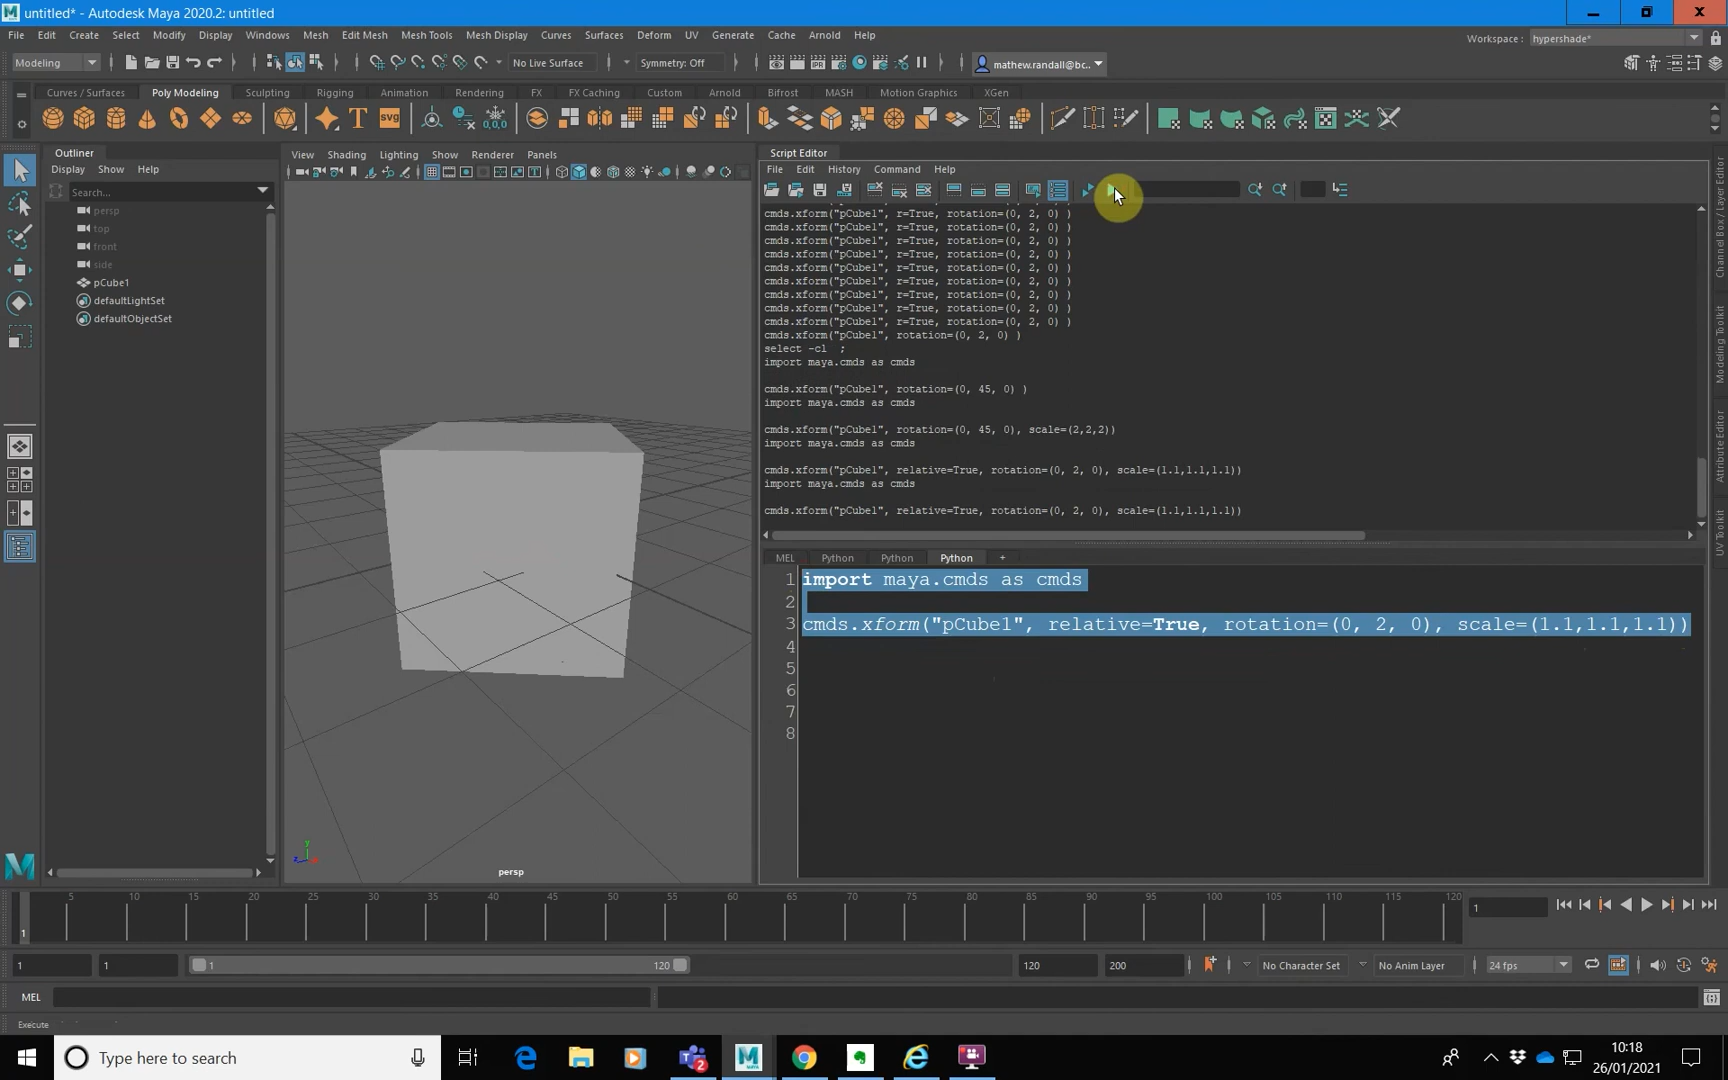 untitled* - Autodesk Maya 2020.2: untitled
File Edit Create Select Modify Display Windows Mesh Edit Mesh Mesh Tools Mesh Display Curves Surfaces Deform UV Generate Cache Arnold Help
Workspace : hypershade*
Modeling
No Live Surface
Symmetry: Off
mathew.randall@bc..
Curves / Surfaces Poly Modeling Sculpting Rigging Animation Rendering FX FX Caching Custom Arnold Bifrost MASH Motion Graphics XGen
T svg
Outliner
Display Show Help
Search...
persp
top
front
side
pCube1
defaultLightSet
defaultObjectSet
View Shading Lighting Show Renderer Panels
persp
Script Editor
File Edit History Command Help
cmds.xform("pCube1", r=True, rotation=(0, 2, 0) )
cmds.xform("pCube1", r=True, rotation=(0, 2, 0) )
cmds.xform("pCube1", r=True, rotation=(0, 2, 0) )
cmds.xform("pCube1", r=True, rotation=(0, 2, 0) )
cmds.xform("pCube1", r=True, rotation=(0, 2, 0) )
cmds.xform("pCube1", r=True, rotation=(0, 2, 0) )
cmds.xform("pCube1", r=True, rotation=(0, 2, 0) )
cmds.xform("pCube1", r=True, rotation=(0, 2, 0) )
cmds.xform("pCube1", r=True, rotation=(0, 2, 0) )
cmds.xform("pCube1", rotation=(0, 2, 0) )
select -cl  ;
import maya.cmds as cmds
cmds.xform("pCube1", rotation=(0, 45, 0) )
import maya.cmds as cmds
cmds.xform("pCube1", rotation=(0, 45, 0), scale=(2,2,2))
import maya.cmds as cmds
cmds.xform("pCube1", relative=True, rotation=(0, 2, 0), scale=(1.1,1.1,1.1))
import maya.cmds as cmds
cmds.xform("pCube1", relative=True, rotation=(0, 2, 0), scale=(1.1,1.1,1.1))
MEL Python Python Python +
1 import maya.cmds as cmds
2
3 cmds.xform("pCube1", relative=True, rotation=(0, 2, 0), scale=(1.1,1.1,1.1))
4
5
6
7
8
Channel Box / Layer Editor
Modeling Toolkit
Attribute Editor
UV Toolkit
5 10 15 20 25 30 35 40 45 50 55 60 65 70 75 80 85 90 95 100 105 110 115 120
1
1
1 1 1 120 120 200
No Character Set
No Anim Layer
24 fps
MEL
Execute
Type here to search
2
10:18
26/01/2021